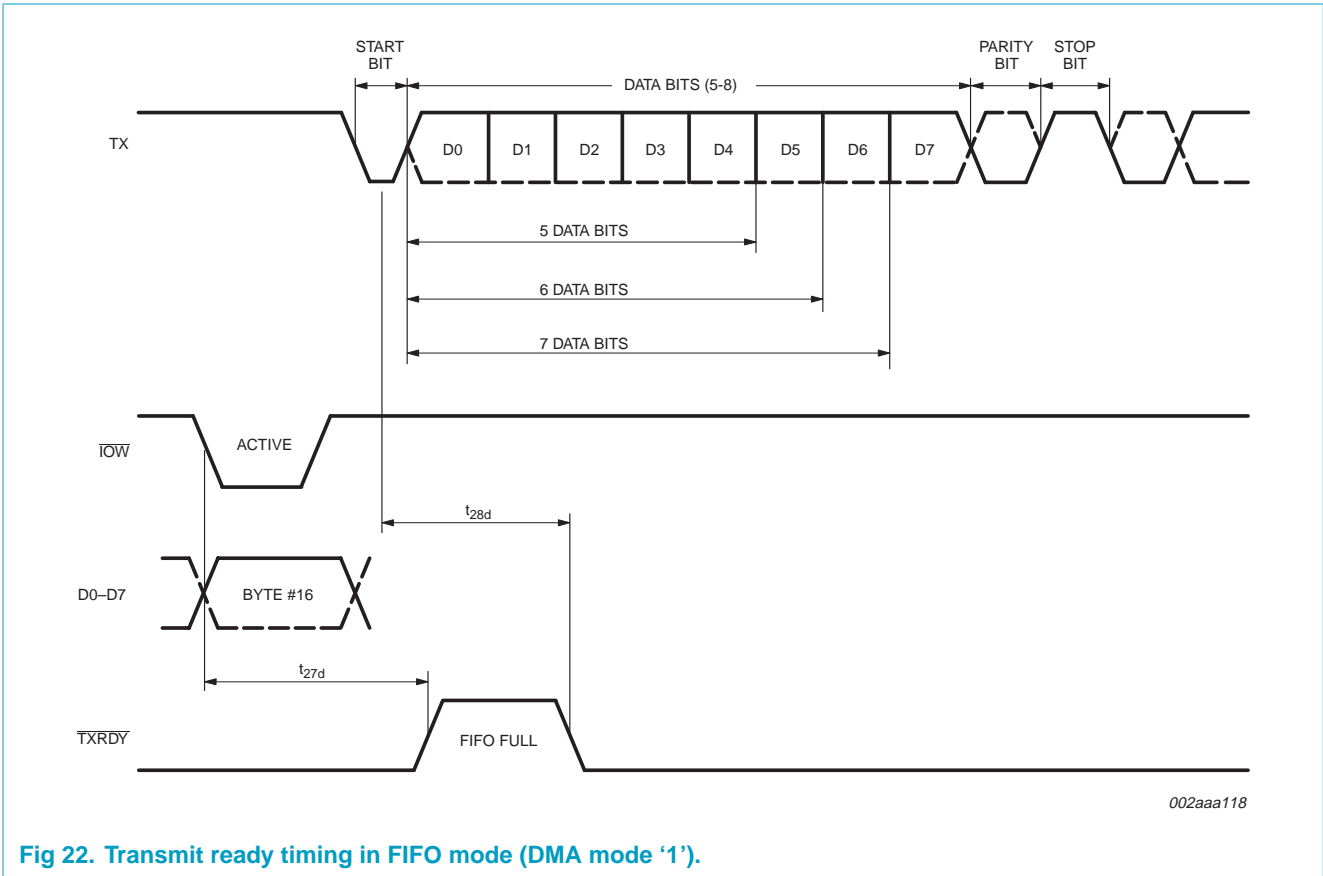 START
BIT
DATA BITS (5-8)
PARITY
BIT
STOP
BIT
TX
D0
D1
D2
D3
D4
D5
D6
D7
5 DATA BITS
6 DATA BITS
7 DATA BITS
IOW
ACTIVE
t28d
D0–D7
BYTE #16
t27d
TXRDY
FIFO FULL
002aaa118
Fig 22. Transmit ready timing in FIFO mode (DMA mode ‘1’).